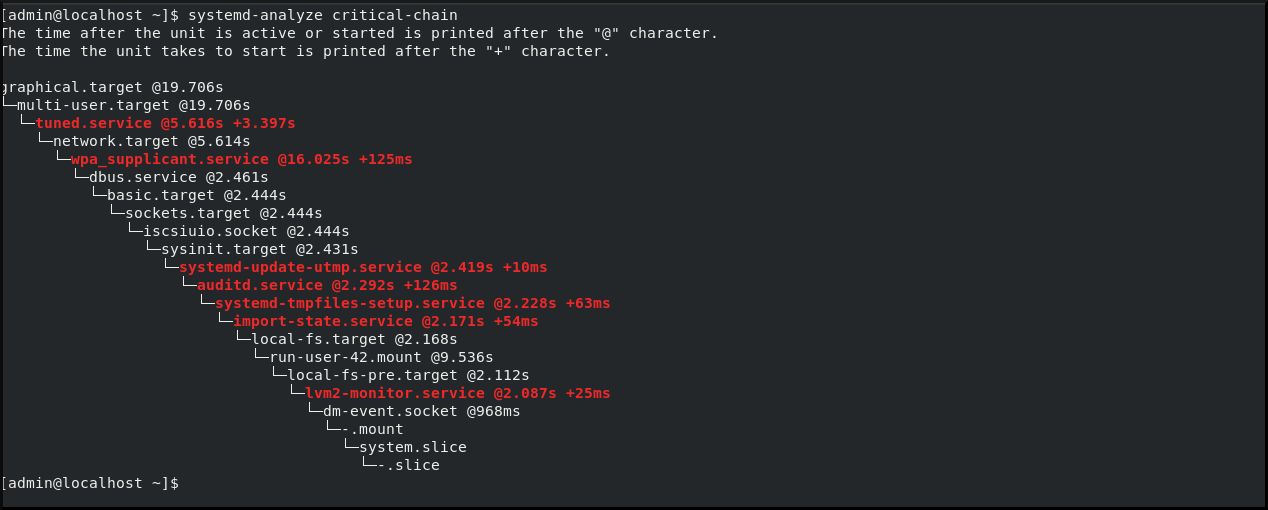 [admin@localhost ~]$ systemd-analyze critical-chain
The time after the unit is active or started is printed after the "@" character.
The time the unit takes to start is printed after the "+" character.

graphical.target @19.706s
└─multi-user.target @19.706s
  └─tuned.service @5.616s +3.397s
    └─network.target @5.614s
      └─wpa_supplicant.service @16.025s +125ms
        └─dbus.service @2.461s
          └─basic.target @2.444s
            └─sockets.target @2.444s
              └─iscsiuio.socket @2.444s
                └─sysinit.target @2.431s
                  └─systemd-update-utmp.service @2.419s +10ms
                    └─auditd.service @2.292s +126ms
                      └─systemd-tmpfiles-setup.service @2.228s +63ms
                        └─import-state.service @2.171s +54ms
                          └─local-fs.target @2.168s
                            └─run-user-42.mount @9.536s
                              └─local-fs-pre.target @2.112s
                                └─lvm2-monitor.service @2.087s +25ms
                                  └─dm-event.socket @968ms
                                    └─-.mount
                                      └─system.slice
                                        └─-.slice
[admin@localhost ~]$